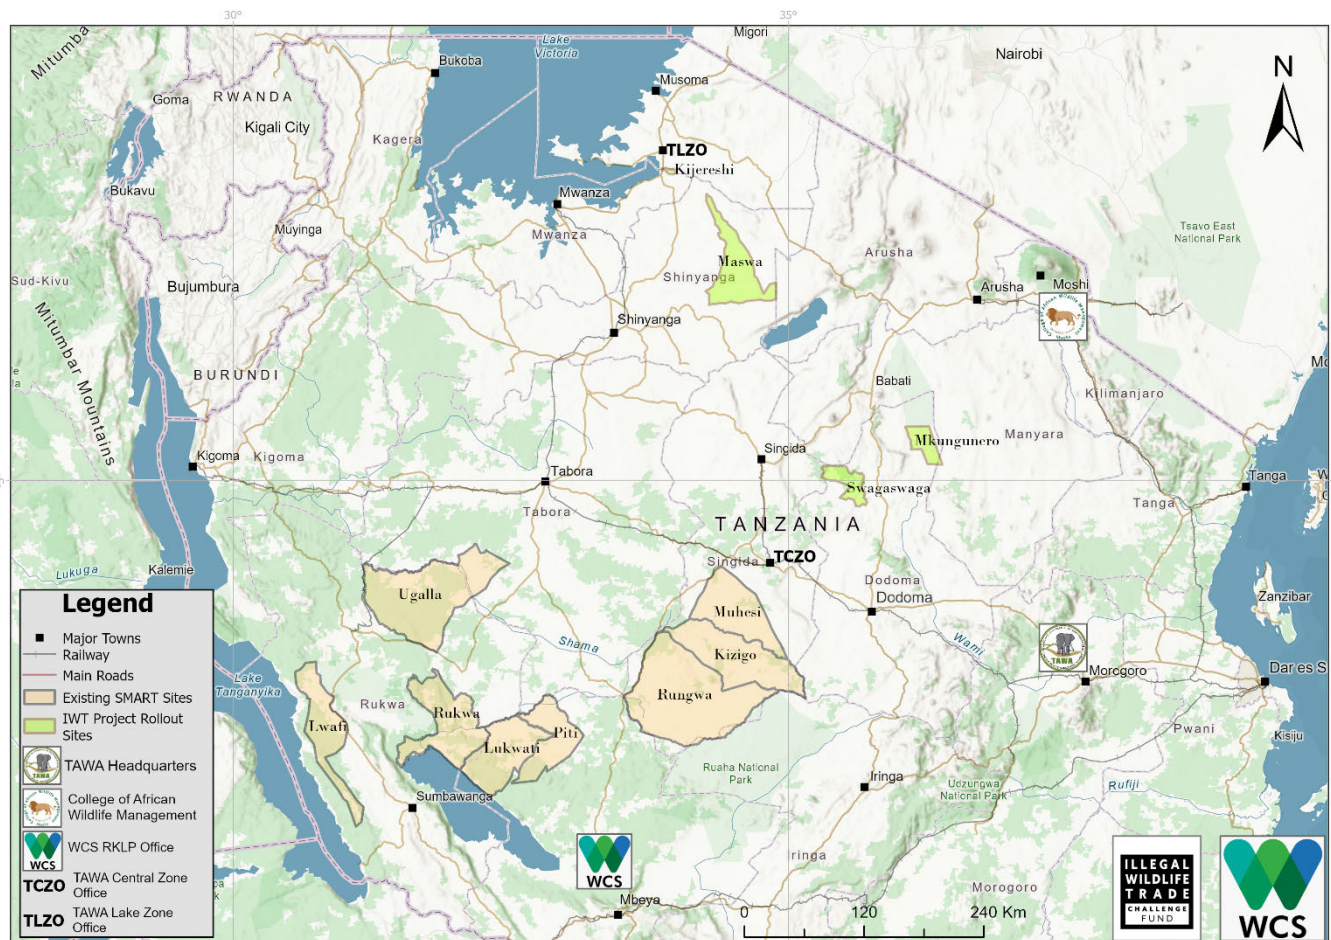 30°
35°
Mitumba
Lake
Victoria
Migori
Nairobi
N
Bukoba
Musoma
Goma
RWANDA
Kigali City
Kagera
TLZO
Kijereshi
Bukavu
Mwanza
Mwanza
Muyinga
Tsavo East
National Park
Arusha
Maswa
Shinyanga
Sud-Kivu
Bujumbura
Arusha
Moshi
Shinyanga
Mitumbar Mountains
BURUNDI
Babati
Kilimanjaro
Mkungunero
Manyara
Singida
Kigoma
Kigoma
Tabora
Swagaswaga
Tanga
Tanga
Tabora
TANZANIA
Singida
TCZO
Lukuga
Kalemie
Dodoma
Dodoma
Ugalla
Zanzibar
Muhesi
Shama
Wami
Kizigo
Morogoro
Dar es S
Lake
Tanganyika
Rungwa
Rukwa
Rukwa
Lwafi
Piti
Lukwati
Pwani
Kisiju
Ruaha National
Park
Iringa
Udzungwa
National Park
Rufiji
Sumbawanga
Iringa
Morogoro
WCS
Mbeya
0
120
240 Km
Legend
Major Towns
Railway
Main Roads
Existing SMART Sites
IWT Project Rollout
Sites
TAWA
TAWA Headquarters
College of African
Wildlife Management
WCS
WCS RKLP Office
TCZO
TAWA Central Zone
Office
TLZO
TAWA Lake Zone
Office
TAWA
ILLEGAL
WILDLIFE
TRADE
CHALLENGE
FUND
WCS